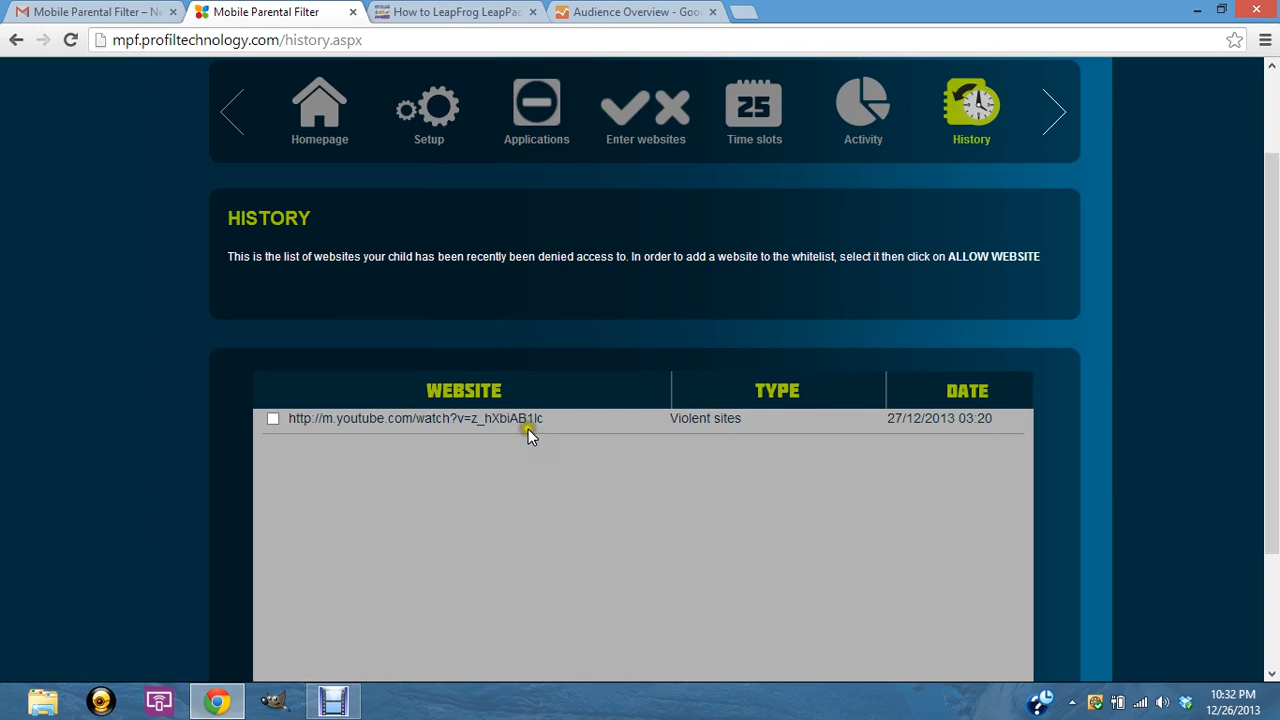 Mobile Parental Filter – Ne
Mobile Parental Filter
How to LeapFrog LeapPac
Audience Overview - Goo
mpf.profiltechnology.com/history.aspx
Homepage
Setup
Applications
Enter websites
25
Time slots
Activity
History
HISTORY
This is the list of websites your child has been recently been denied access to. In order to add a website to the whitelist, select it then click on ALLOW WEBSITE
WEBSITE TYPE DATE
http://m.youtube.com/watch?v=z_hXbiAB1lc Violent sites 27/12/2013 03:20
10:32 PM
12/26/2013